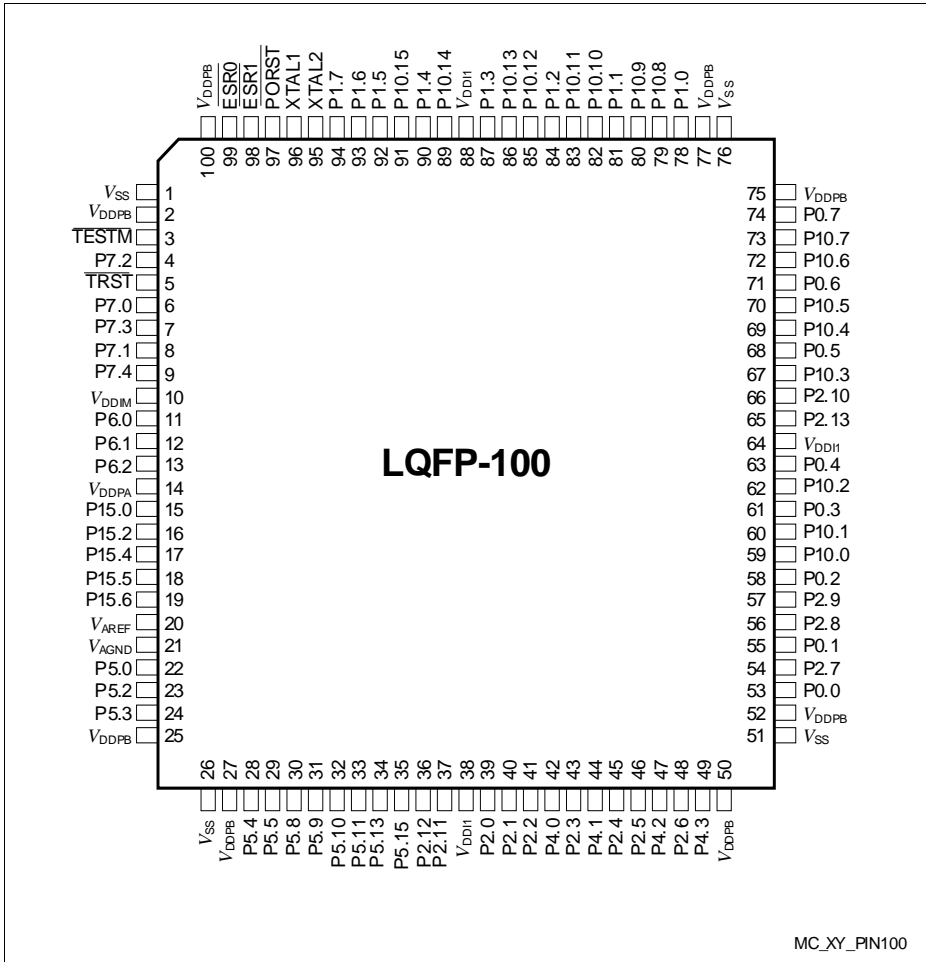 VDDPB
ESR0
ESR1
PORST
XTAL1
XTAL2
P1.7
P1.6
P1.5
P10.15
P1.4
P10.14
VDDI1
P1.3
P10.13
P10.12
P1.2
P10.11
P10.10
P1.1
P10.9
P10.8
P1.0
VDDPB
VSS
100
99
98
97
96
95
94
93
92
91
90
89
88
87
86
85
84
83
82
81
80
79
78
77
76
VSS 1
VDDPB 2
TESTM 3
P7.2 4
TRST 5
P7.0 6
P7.3 7
P7.1 8
P7.4 9
VDDIM 10
P6.0 11
P6.1 12
P6.2 13
VDDPA 14
P15.0 15
P15.2 16
P15.4 17
P15.5 18
P15.6 19
VAREF 20
VAGND 21
P5.0 22
P5.2 23
P5.3 24
VDDPB 25
LQFP-100
75 VDDPB
74 P0.7
73 P10.7
72 P10.6
71 P0.6
70 P10.5
69 P10.4
68 P0.5
67 P10.3
66 P2.10
65 P2.13
64 VDDI1
63 P0.4
62 P10.2
61 P0.3
60 P10.1
59 P10.0
58 P0.2
57 P2.9
56 P2.8
55 P0.1
54 P2.7
53 P0.0
52 VDDPB
51 VSS
26
27
28
29
30
31
32
33
34
35
36
37
38
39
40
41
42
43
44
45
46
47
48
49
50
VSS
VDDPB
P5.4
P5.5
P5.8
P5.9
P5.10
P5.11
P5.13
P5.15
P2.12
P2.11
VDDI1
P2.0
P2.1
P2.2
P4.0
P2.3
P4.1
P2.4
P2.5
P4.2
P2.6
P4.3
VDDPB
MC_XY_PIN100